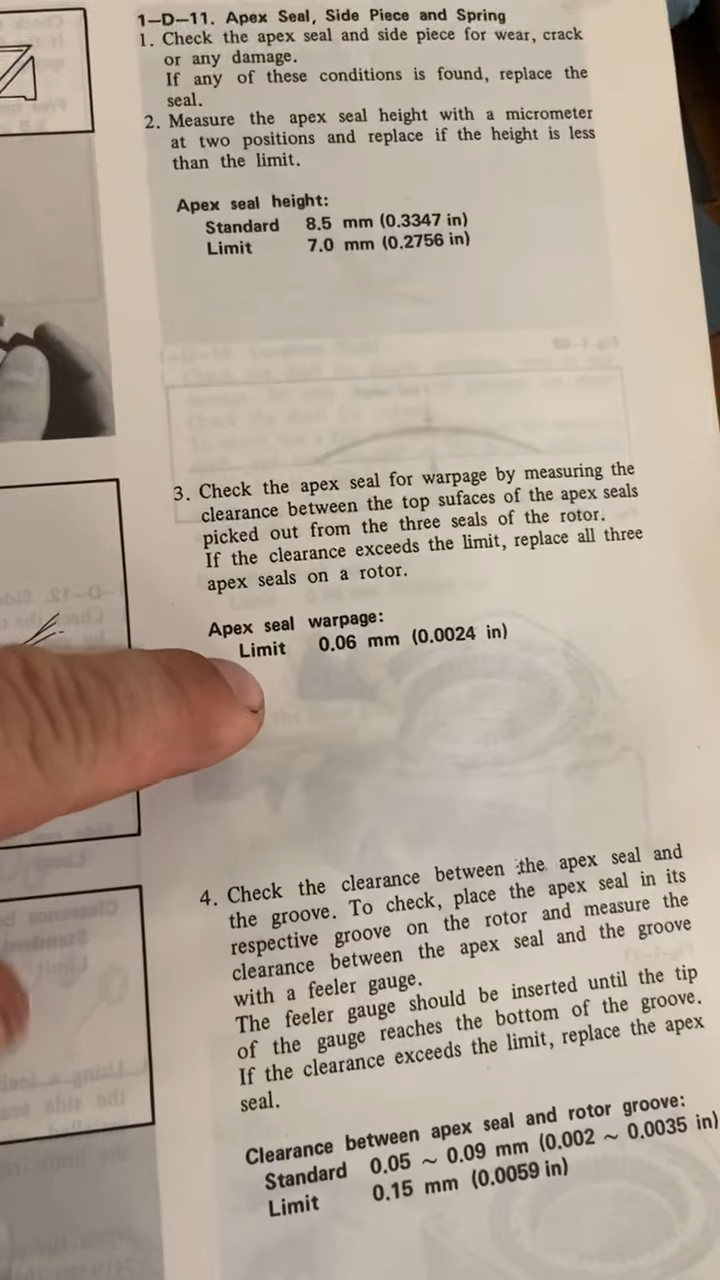 1–D–11. Apex Seal, Side Piece and Spring
1. Check the apex seal and side piece for wear, crack
or any damage.
If any of these conditions is found, replace the
seal.
2. Measure the apex seal height with a micrometer
at two positions and replace if the height is less
than the limit.
Apex seal height:
Standard 8.5 mm (0.3347 in)
Limit 7.0 mm (0.2756 in)
3. Check the apex seal for warpage by measuring the
clearance between the top sufaces of the apex seals
picked out from the three seals of the rotor.
If the clearance exceeds the limit, replace all three
apex seals on a rotor.
Apex seal warpage:
Limit 0.06 mm (0.0024 in)
4. Check the clearance between the apex seal and
the groove. To check, place the apex seal in its
respective groove on the rotor and measure the
clearance between the apex seal and the groove
with a feeler gauge.
The feeler gauge should be inserted until the tip
of the gauge reaches the bottom of the groove.
If the clearance exceeds the limit, replace the apex
seal.
Clearance between apex seal and rotor groove:
Standard 0.05 ~ 0.09 mm (0.002 ~ 0.0035 in)
Limit 0.15 mm (0.0059 in)